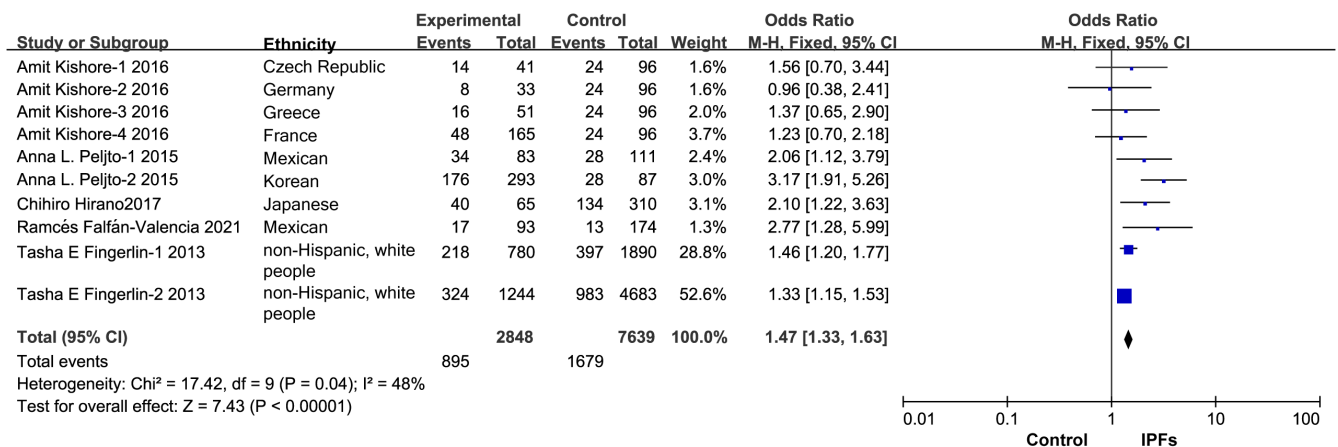 Experimental Control Odds Ratio Odds Ratio
Study or Subgroup Ethnicity Events Total Events Total Weight M-H, Fixed, 95% CI M-H, Fixed, 95% CI
Amit Kishore-1 2016 Czech Republic 14 41 24 96 1.6% 1.56 [0.70, 3.44]
Amit Kishore-2 2016 Germany 8 33 24 96 1.6% 0.96 [0.38, 2.41]
Amit Kishore-3 2016 Greece 16 51 24 96 2.0% 1.37 [0.65, 2.90]
Amit Kishore-4 2016 France 48 165 24 96 3.7% 1.23 [0.70, 2.18]
Anna L. Peljto-1 2015 Mexican 34 83 28 111 2.4% 2.06 [1.12, 3.79]
Anna L. Peljto-2 2015 Korean 176 293 28 87 3.0% 3.17 [1.91, 5.26]
Chihiro Hirano2017 Japanese 40 65 134 310 3.1% 2.10 [1.22, 3.63]
Ramcés Falfán-Valencia 2021 Mexican 17 93 13 174 1.3% 2.77 [1.28, 5.99]
Tasha E Fingerlin-1 2013 non-Hispanic, white 218 780 397 1890 28.8% 1.46 [1.20, 1.77]
people
Tasha E Fingerlin-2 2013 non-Hispanic, white 324 1244 983 4683 52.6% 1.33 [1.15, 1.53]
people
Total (95% CI) 2848 7639 100.0% 1.47 [1.33, 1.63]
Total events 895 1679
Heterogeneity: Chi² = 17.42, df = 9 (P = 0.04); I² = 48%
Test for overall effect: Z = 7.43 (P < 0.00001)
0.01 0.1 1 10 100
Control IPFs